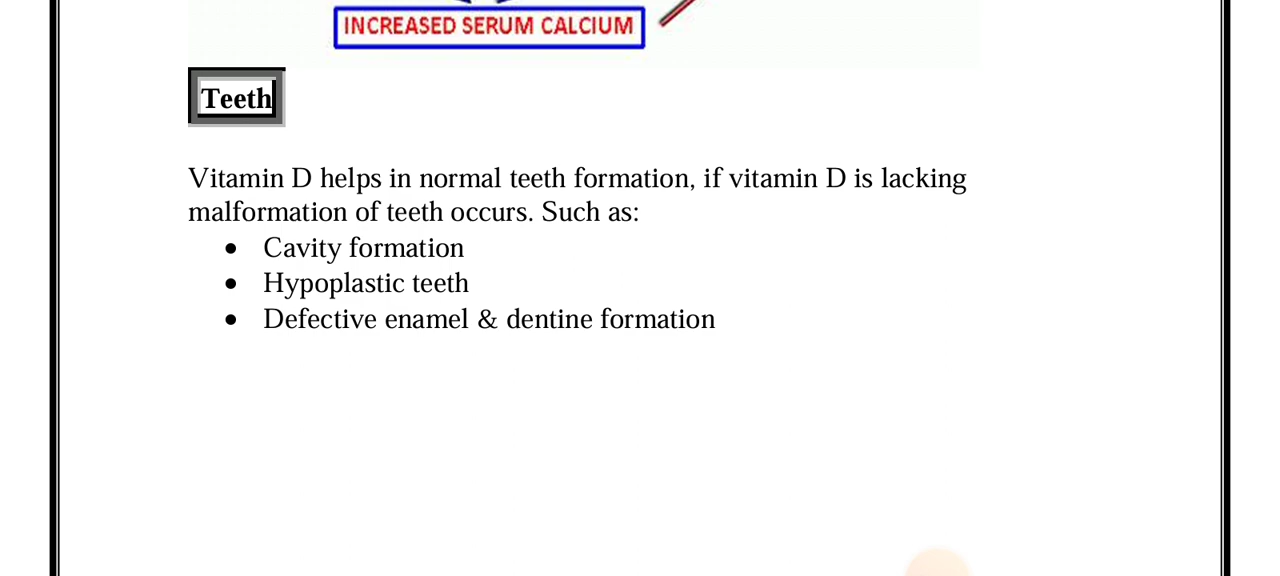 INCREASED SERUM CALCIUM
Teeth
Vitamin D helps in normal teeth formation, if vitamin D is lacking
malformation of teeth occurs. Such as:
• Cavity formation
• Hypoplastic teeth
• Defective enamel & dentine formation